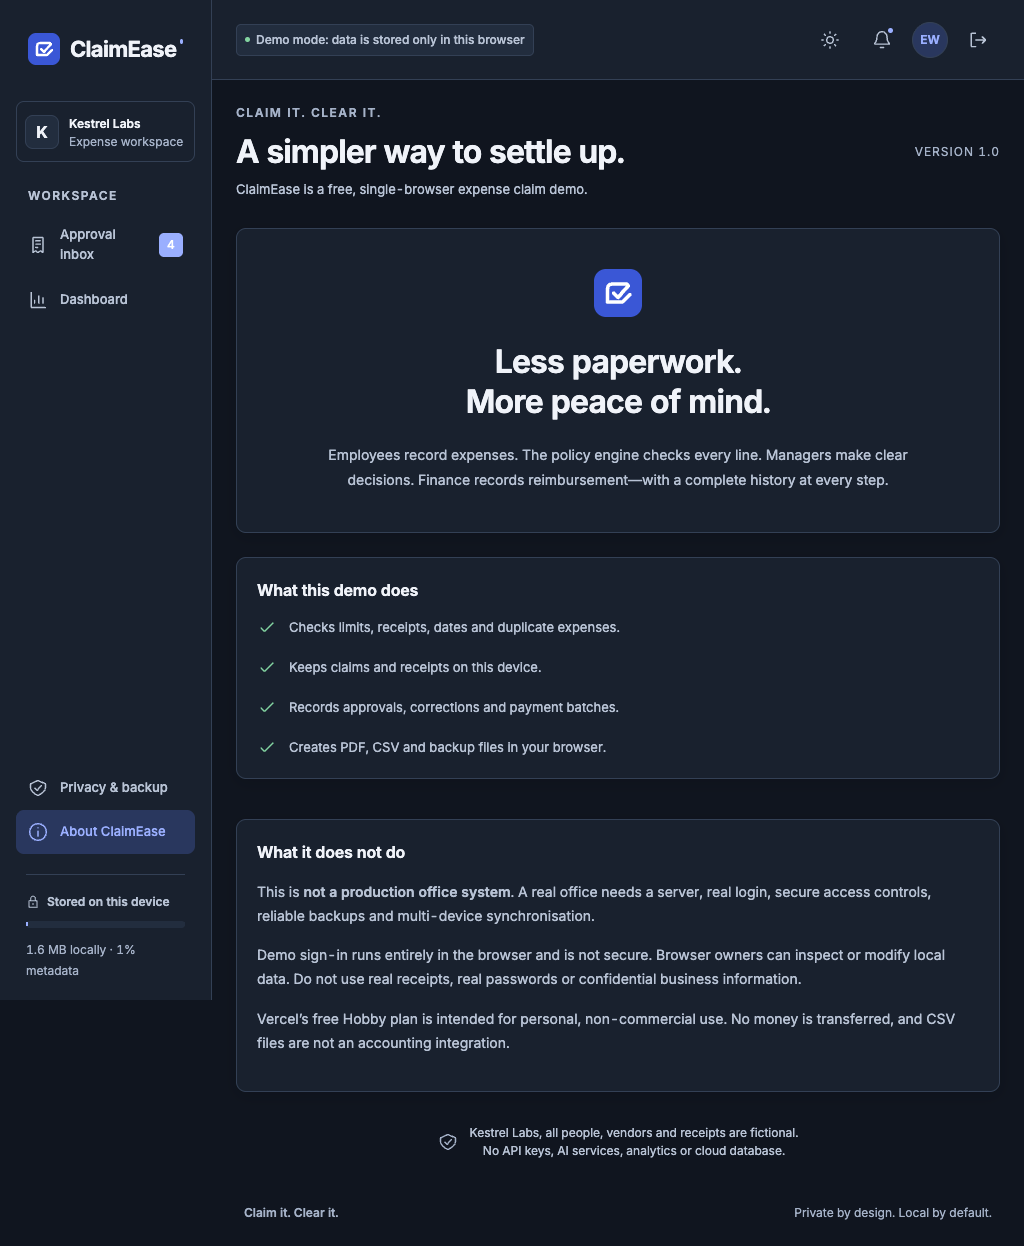 ClaimEase
Demo mode: data is stored only in this browser
EW
K
Kestrel Labs
Expense workspace
WORKSPACE
Approval
inbox
4
Dashboard
Privacy & backup
About ClaimEase
Stored on this device
1.6 MB locally · 1%
metadata
CLAIM IT. CLEAR IT.
A simpler way to settle up.
VERSION 1.0
ClaimEase is a free, single-browser expense claim demo.
Less paperwork.
More peace of mind.
Employees record expenses. The policy engine checks every line. Managers make clear
decisions. Finance records reimbursement—with a complete history at every step.
What this demo does
Checks limits, receipts, dates and duplicate expenses.
Keeps claims and receipts on this device.
Records approvals, corrections and payment batches.
Creates PDF, CSV and backup files in your browser.
What it does not do
This is not a production office system. A real office needs a server, real login, secure access controls,
reliable backups and multi-device synchronisation.
Demo sign-in runs entirely in the browser and is not secure. Browser owners can inspect or modify local
data. Do not use real receipts, real passwords or confidential business information.
Vercel’s free Hobby plan is intended for personal, non-commercial use. No money is transferred, and CSV
files are not an accounting integration.
Kestrel Labs, all people, vendors and receipts are fictional.
No API keys, AI services, analytics or cloud database.
Claim it. Clear it.
Private by design. Local by default.